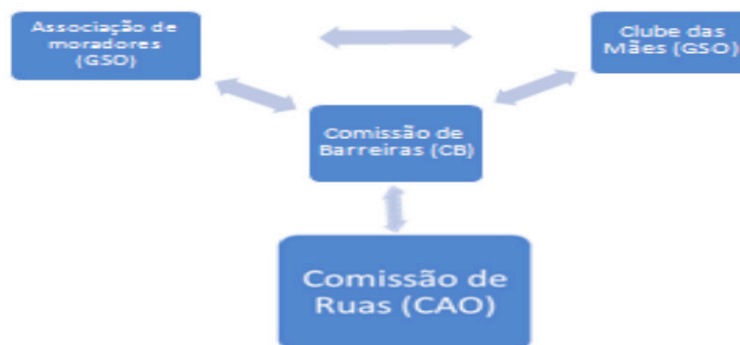 Associação de
moradores
(GSO)
Clube das
Mães (GSO)
Comissão de
Barreiras (CB)
Comissão de
Ruas (CAO)